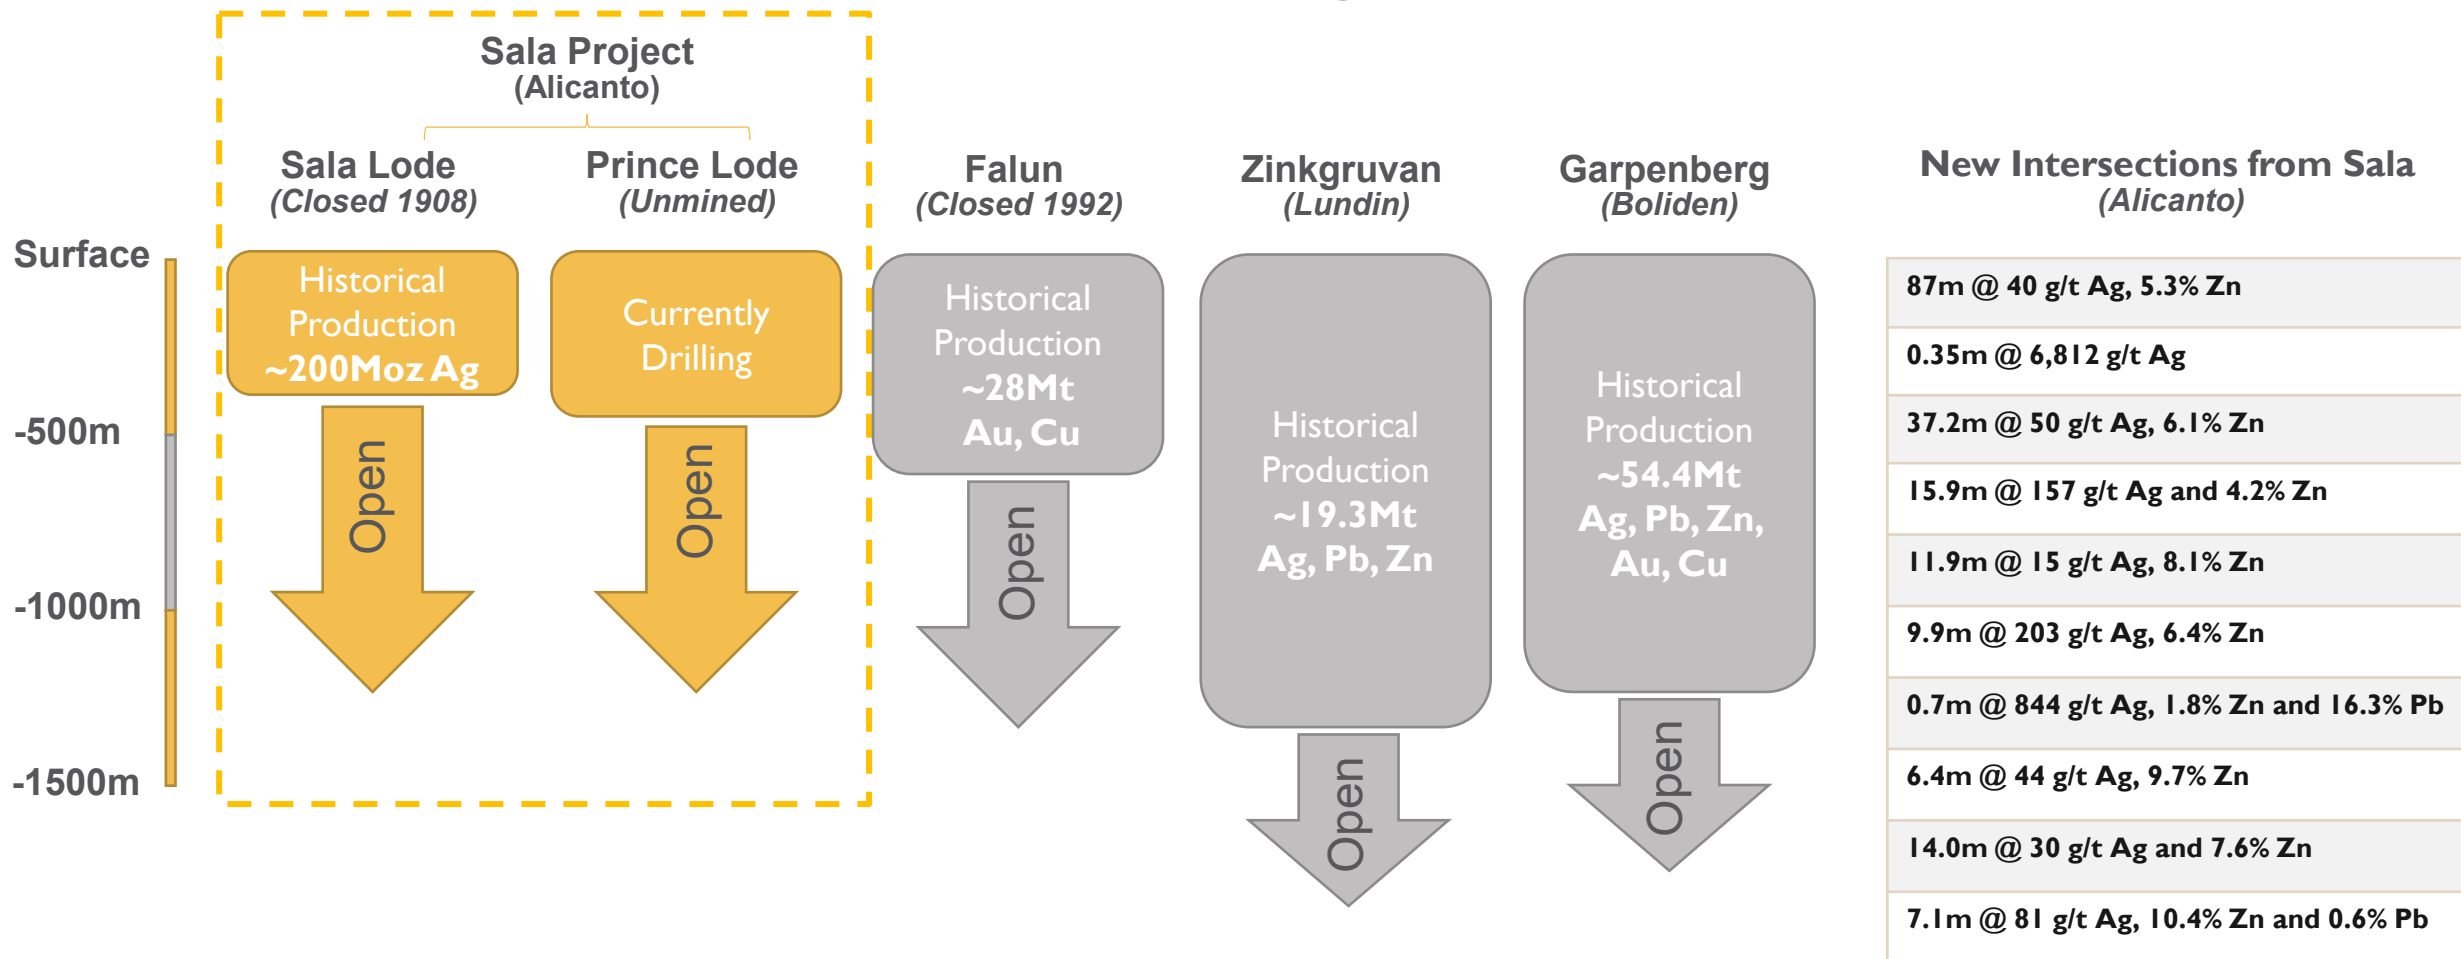 Sala Project
(Alicanto)
Sala Lode
(Closed 1908)
Prince Lode
(Unmined)
Falun
(Closed 1992)
Zinkgruvan
(Lundin)
Garpenberg
(Boliden)
New Intersections from Sala
(Alicanto)
Surface
-500m
-1000m
-1500m
Historical
Production
~200Moz Ag
Open
Currently
Drilling
Open
Historical
Production
~28Mt
Au, Cu
Open
Historical
Production
~19.3Mt
Ag, Pb, Zn
Open
Historical
Production
~54.4Mt
Ag, Pb, Zn,
Au, Cu
Open
87m @ 40 g/t Ag, 5.3% Zn
0.35m @ 6,812 g/t Ag
37.2m @ 50 g/t Ag, 6.1% Zn
15.9m @ 157 g/t Ag and 4.2% Zn
11.9m @ 15 g/t Ag, 8.1% Zn
9.9m @ 203 g/t Ag, 6.4% Zn
0.7m @ 844 g/t Ag, 1.8% Zn and 16.3% Pb
6.4m @ 44 g/t Ag, 9.7% Zn
14.0m @ 30 g/t Ag and 7.6% Zn
7.1m @ 81 g/t Ag, 10.4% Zn and 0.6% Pb